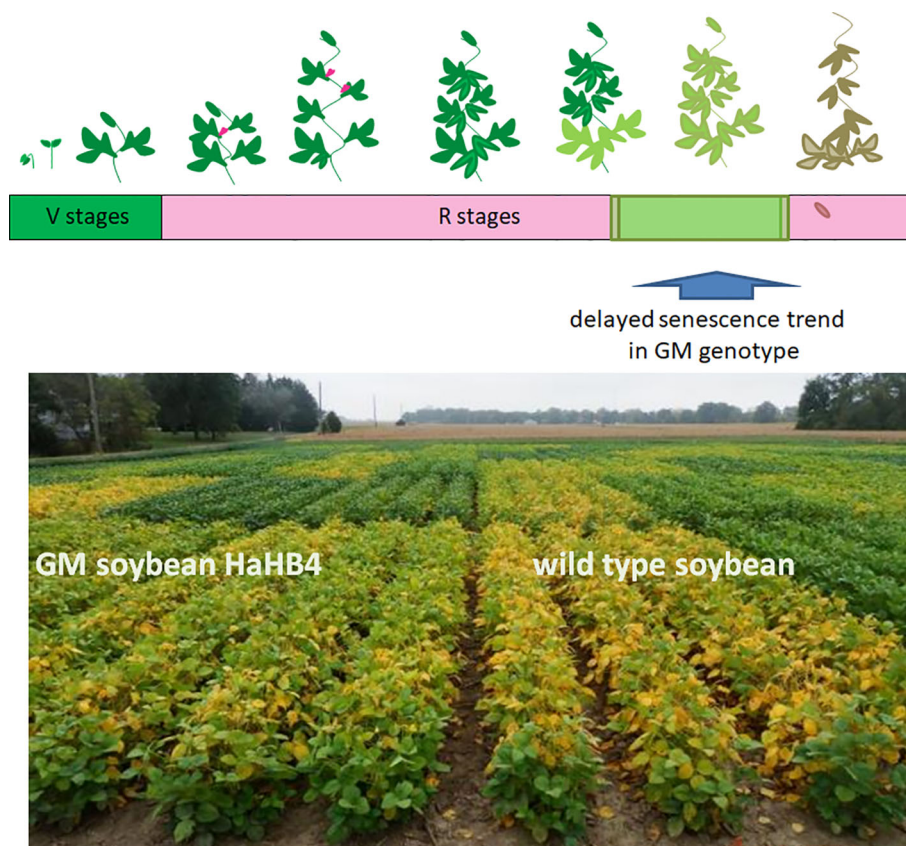 V stages
R stages
delayed senescence trend
in GM genotype
GM soybean HaHB4
wild type soybean